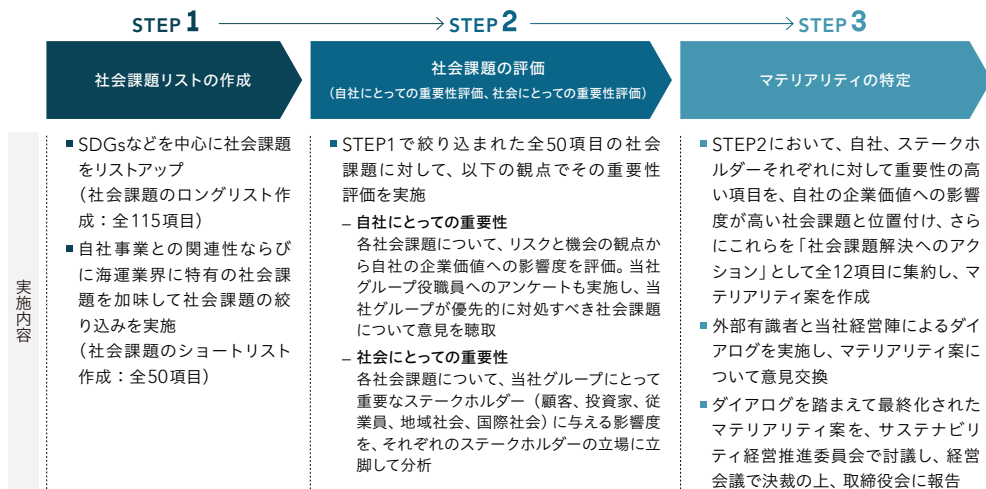 STEP 1
STEP 2
STEP 3
社会課題リストの作成
社会課題の評価
(自社にとっての重要性評価、社会にとっての重要性評価)
マテリアリティの特定
実施内容
■ SDGsなどを中心に社会課題
をリストアップ
(社会課題のロングリスト作
成：全115項目)
■ 自社事業との関連性ならび
に海運業界に特有の社会課
題を加味して社会課題の絞
り込みを実施
(社会課題のショートリスト
作成：全50項目)
■ STEP1で絞り込まれた全50項目の社会
課題に対して、以下の観点でその重要性
評価を実施
– 自社にとっての重要性
各社会課題について、リスクと機会の観点か
ら自社の企業価値への影響度を評価。当社
グループ役職員へのアンケートも実施し、当
社グループが優先的に対処すべき社会課題
について意見を聴取
– 社会にとっての重要性
各社会課題について、当社グループにとって
重要なステークホルダー（顧客、投資家、従
業員、地域社会、国際社会）に与える影響度
を、それぞれのステークホルダーの立場に立
脚して分析
■ STEP2において、自社、ステークホ
ルダーそれぞれに対して重要性の高
い項目を、自社の企業価値への影響
度が高い社会課題と位置付け、さら
にこれらを「社会課題解決へのアク
ション」として全12項目に集約し、マ
テリアリティ案を作成
■ 外部有識者と当社経営陣によるダイ
アログを実施し、マテリアリティ案に
ついて意見交換
■ ダイアログを踏まえて最終化された
マテリアリティ案を、サステナビリ
ティ経営推進委員会で討議し、経営
会議で決裁の上、取締役会に報告